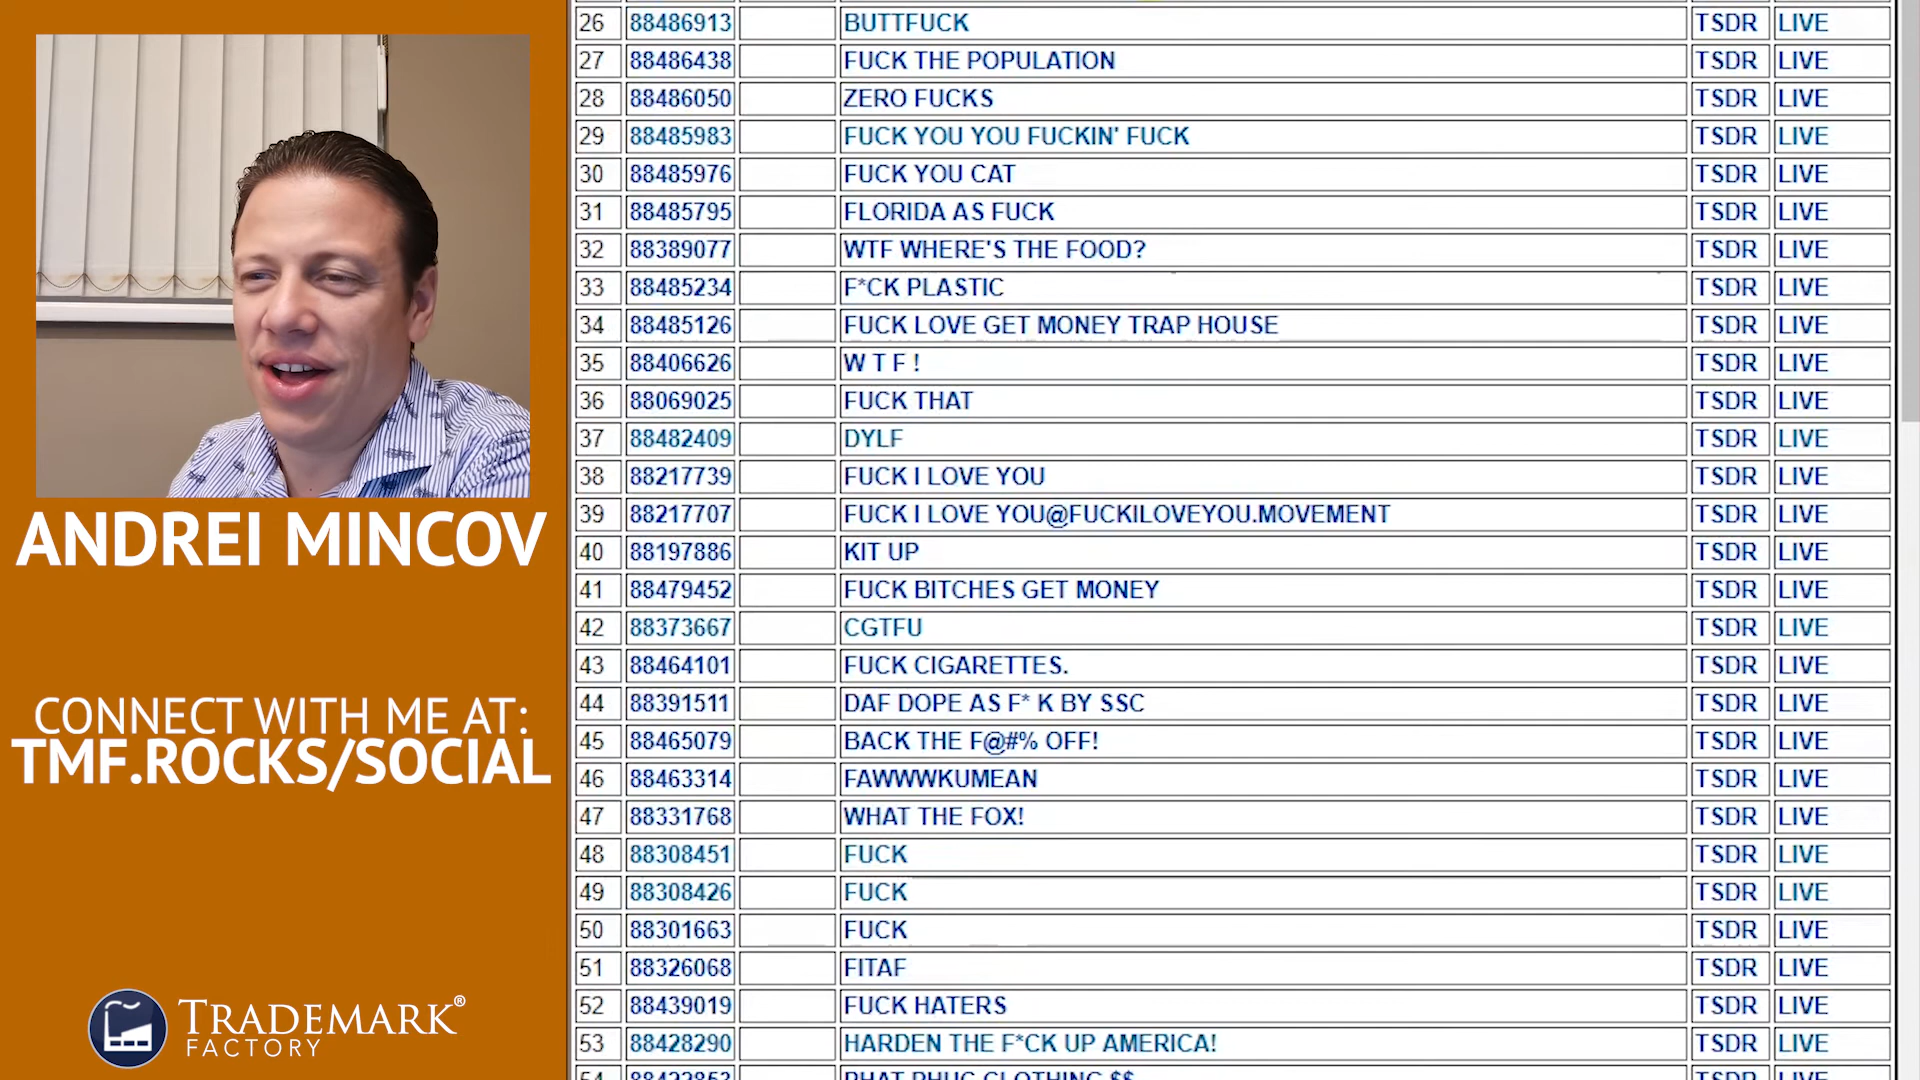 ANDREI MINCOV
CONNECT WITH ME AT:
TMF.ROCKS/SOCIAL
TRADEMARK®
FACTORY
26 88486913 BUTTFUCK TSDR LIVE
27 88486438 FUCK THE POPULATION TSDR LIVE
28 88486050 ZERO FUCKS TSDR LIVE
29 88485983 FUCK YOU YOU FUCKIN' FUCK TSDR LIVE
30 88485976 FUCK YOU CAT TSDR LIVE
31 88485795 FLORIDA AS FUCK TSDR LIVE
32 88389077 WTF WHERE'S THE FOOD? TSDR LIVE
33 88485234 F*CK PLASTIC TSDR LIVE
34 88485126 FUCK LOVE GET MONEY TRAP HOUSE TSDR LIVE
35 88406626 W T F ! TSDR LIVE
36 88069025 FUCK THAT TSDR LIVE
37 88482409 DYLF TSDR LIVE
38 88217739 FUCK I LOVE YOU TSDR LIVE
39 88217707 FUCK I LOVE YOU@FUCKILOVEYOU.MOVEMENT TSDR LIVE
40 88197886 KIT UP TSDR LIVE
41 88479452 FUCK BITCHES GET MONEY TSDR LIVE
42 88373667 CGTFU TSDR LIVE
43 88464101 FUCK CIGARETTES. TSDR LIVE
44 88391511 DAF DOPE AS F* K BY SSC TSDR LIVE
45 88465079 BACK THE F@#% OFF! TSDR LIVE
46 88463314 FAWWWKUMEAN TSDR LIVE
47 88331768 WHAT THE FOX! TSDR LIVE
48 88308451 FUCK TSDR LIVE
49 88308426 FUCK TSDR LIVE
50 88301663 FUCK TSDR LIVE
51 88326068 FITAF TSDR LIVE
52 88439019 FUCK HATERS TSDR LIVE
53 88428290 HARDEN THE F*CK UP AMERICA! TSDR LIVE
54 88422853 PHAT PHUC CLOTHING $$ TSDR LIVE